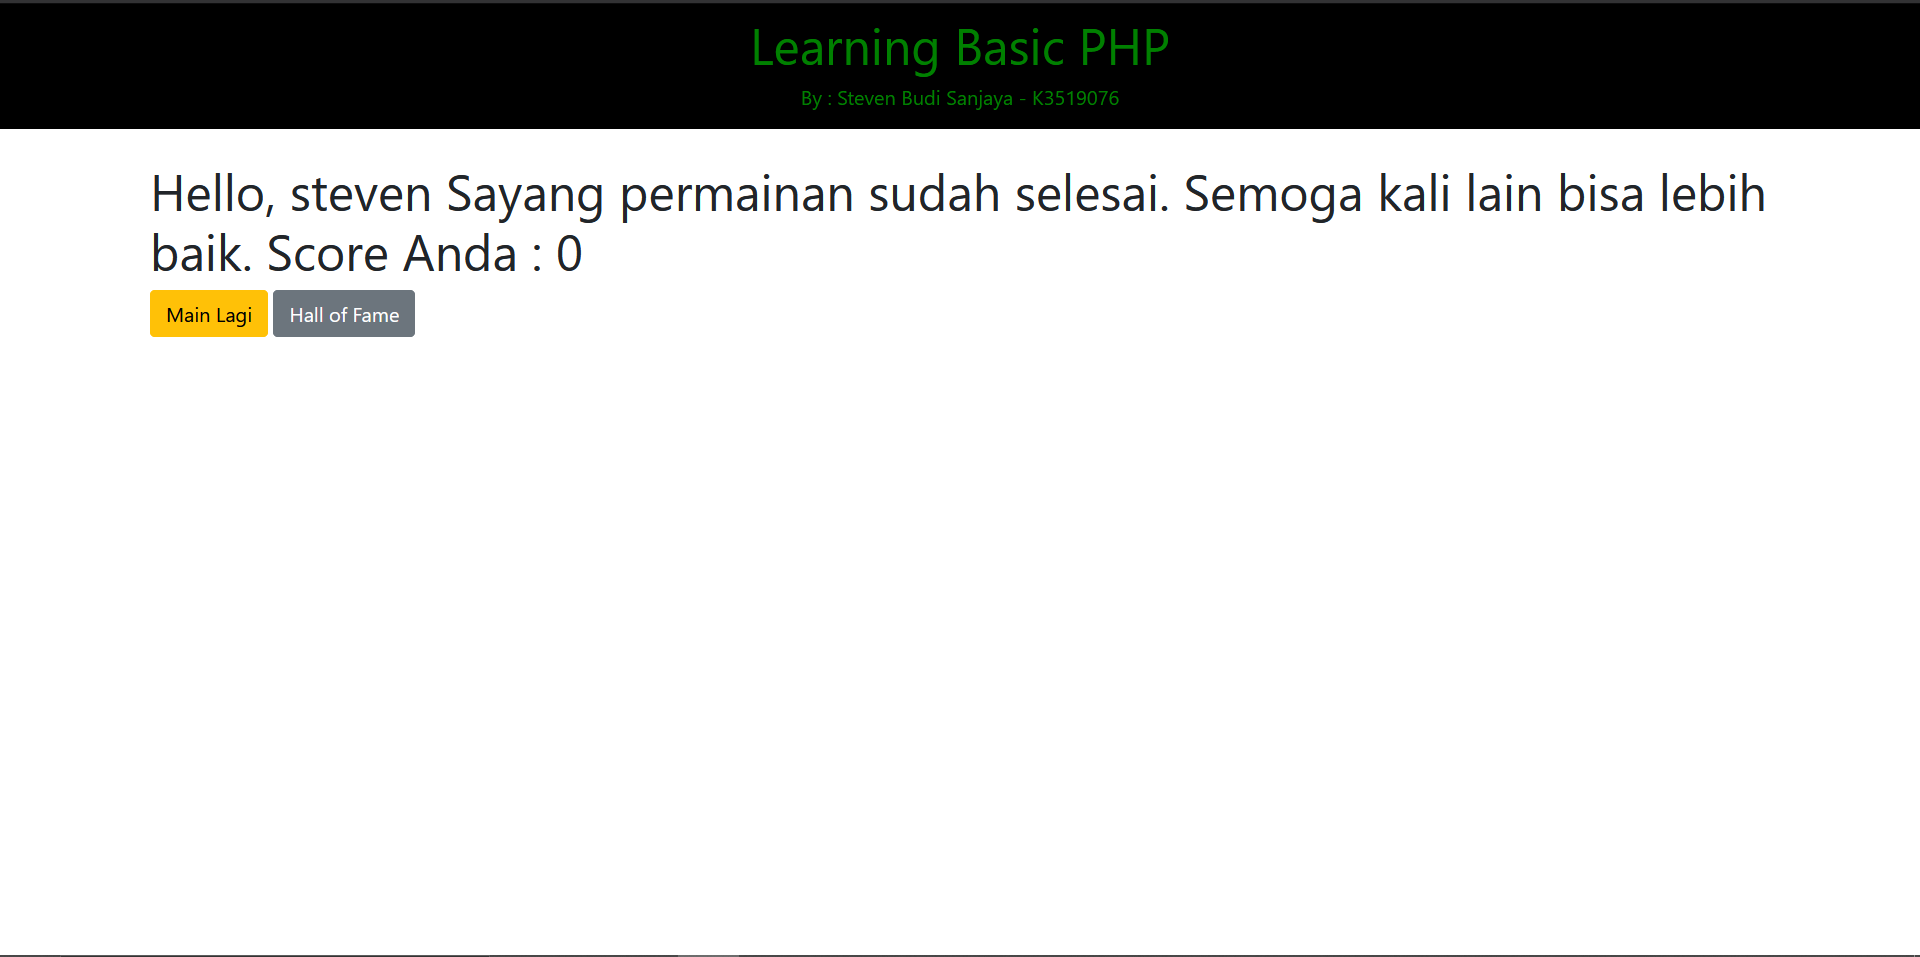 Learning Basic PHP
By : Steven Budi Sanjaya - K3519076
Hello, steven Sayang permainan sudah selesai. Semoga kali lain bisa lebih
baik. Score Anda : 0
Main Lagi Hall of Fame